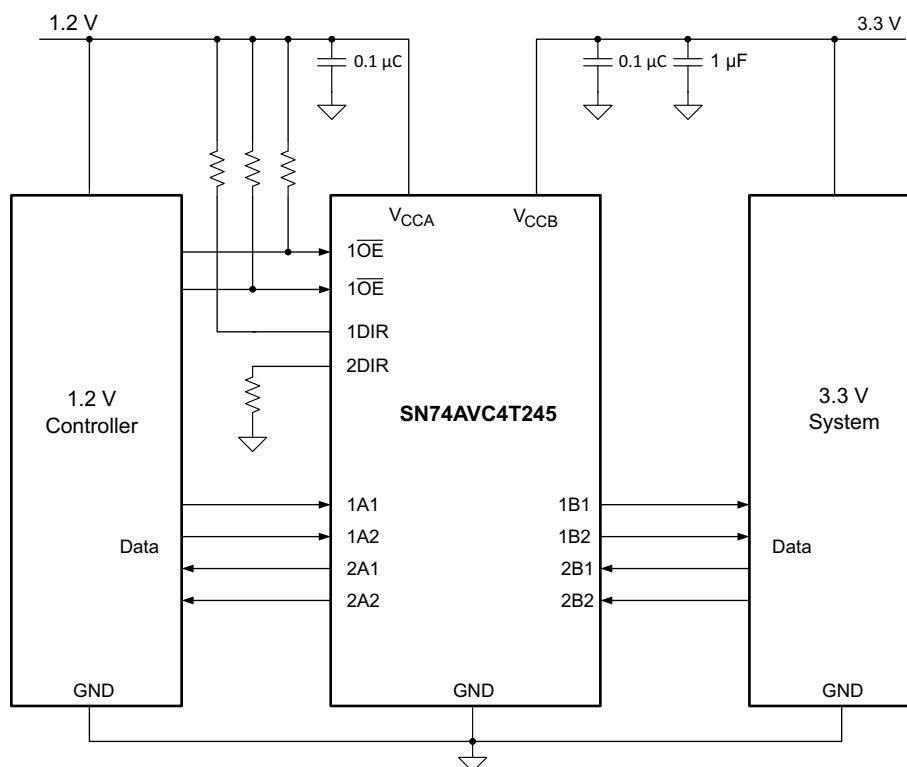 1.2 V
3.3 V
0.1 µC
0.1 µC
1 µF
VCCA
VCCB
1OE
1OE
1DIR
2DIR
1.2 V
Controller
SN74AVC4T245
3.3 V
System
1A1
1B1
1A2
1B2
Data
Data
2A1
2B1
2A2
2B2
GND
GND
GND